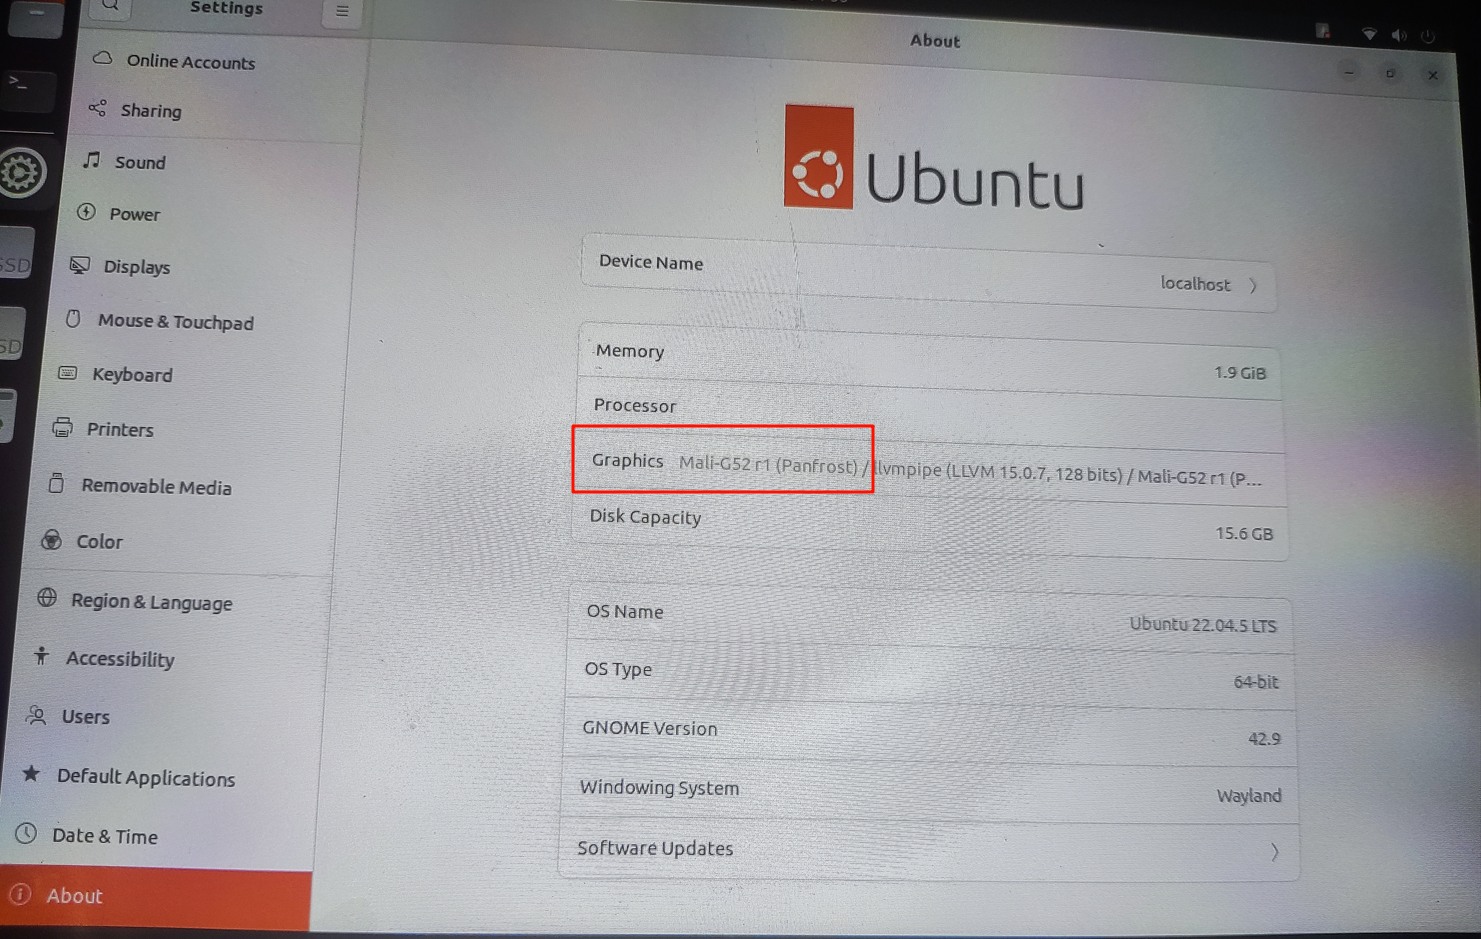 Settings
About
Online Accounts
Sharing
Sound
Power
Displays
Mouse & Touchpad
Keyboard
Printers
Removable Media
Color
Region & Language
Accessibility
Users
Default Applications
Date & Time
About
>_
SSD
SD
Ubuntu
Device Name localhost
Memory 1.9 GiB
Processor
Graphics Mali-G52 r1 (Panfrost) / llvmpipe (LLVM 15.0.7, 128 bits) / Mali-G52 r1 (P...
Disk Capacity 15.6 GB
OS Name Ubuntu 22.04.5 LTS
OS Type 64-bit
GNOME Version 42.9
Windowing System Wayland
Software Updates